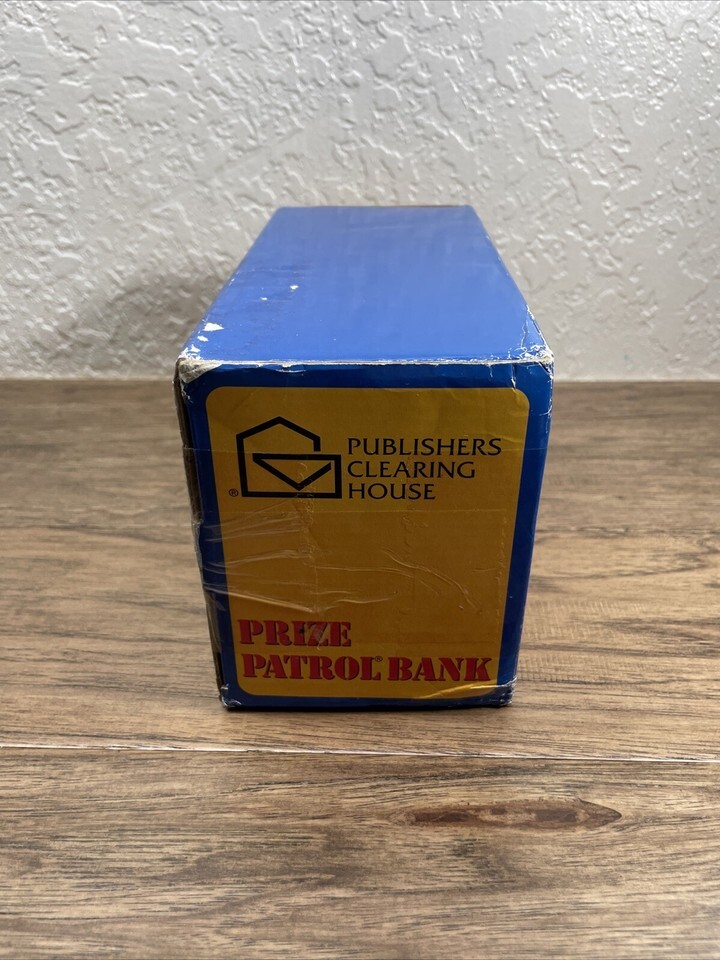 PUBLISHERS
CLEARING
HOUSE
®
PRIZE
PATROL® BANK